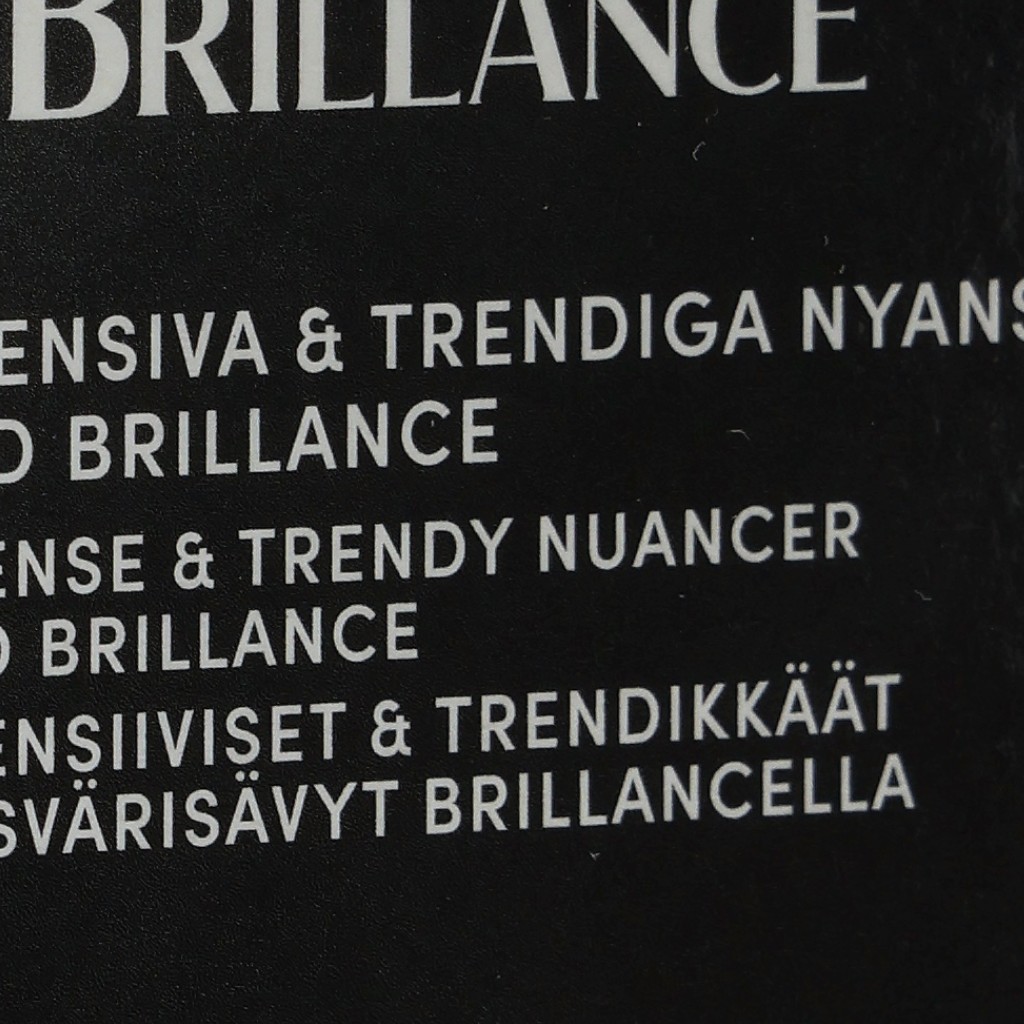 BRILLANCE
ENSIVA & TRENDIGA NYANS
D BRILLANCE
ENSE & TRENDY NUANCER
D BRILLANCE
ENSIIVISET & TRENDIKKÄÄT
SVÄRISÄVYT BRILLANCELLA